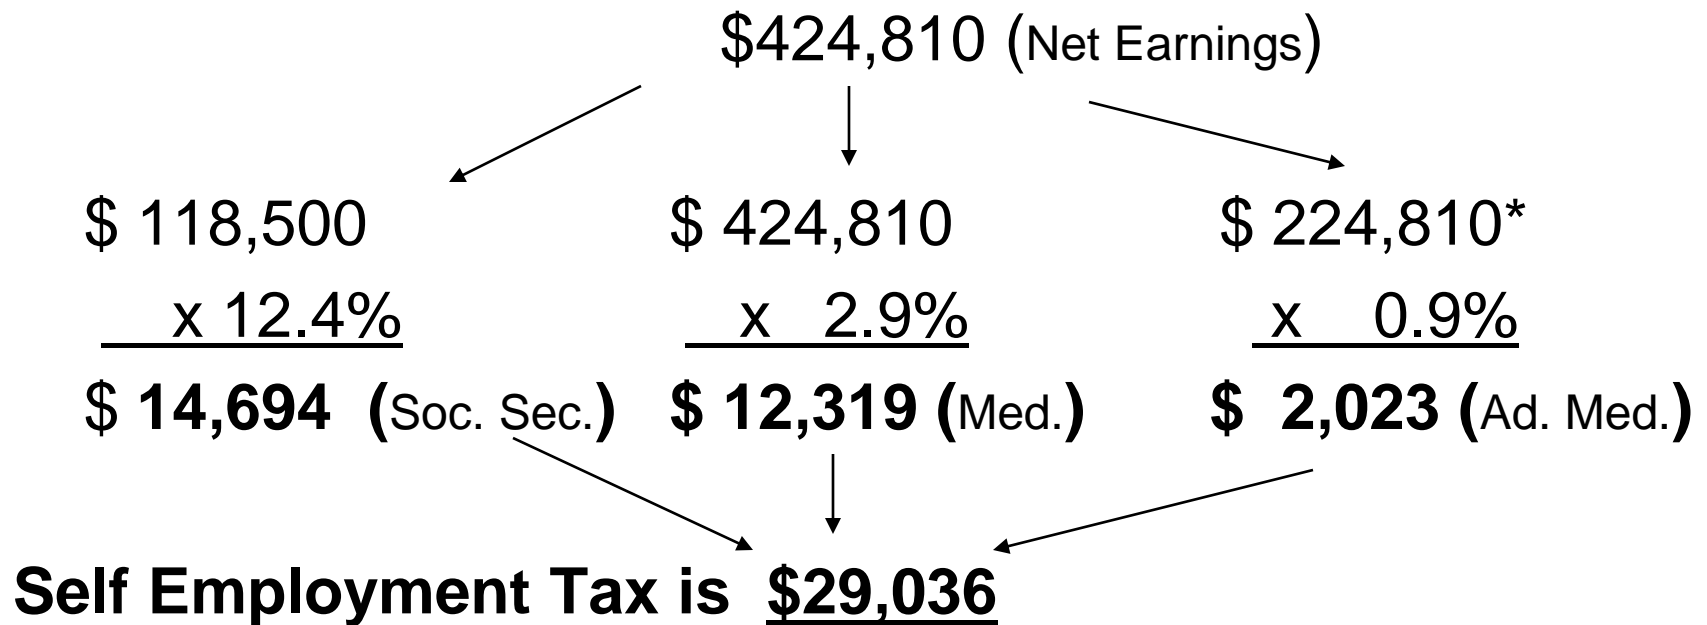 $424,810 (Net Earnings)
$ 118,500 $ 424,810 $ 224,810*
x 12.4% x 2.9% x 0.9%
$ 14,694 (Soc. Sec.) $ 12,319 (Med.) $ 2,023 (Ad. Med.)
Self Employment Tax is $29,036